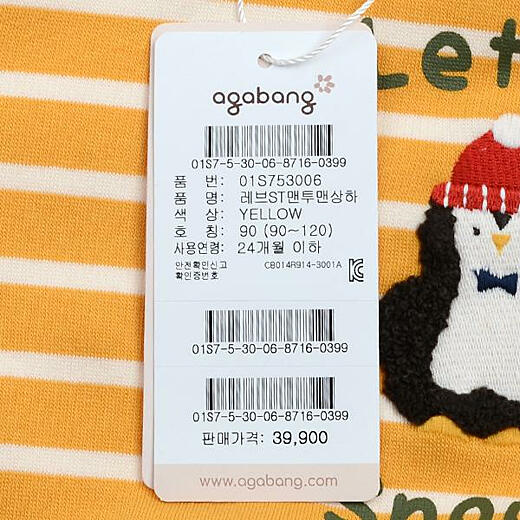 Let
agabang
01S7-5-30-06-8716-0399
품 번: 01S753006
품 명: 레브ST맨투맨상하
색 상: YELLOW
호 칭: 90 (90~120)
사용연령: 24개월 이하
안전확인신고 CB014R914-3001A
확인증번호
01S7-5-30-06-8716-0399
01S7-5-30-06-8716-0399
판매가격: 39,900
www.agabang.com